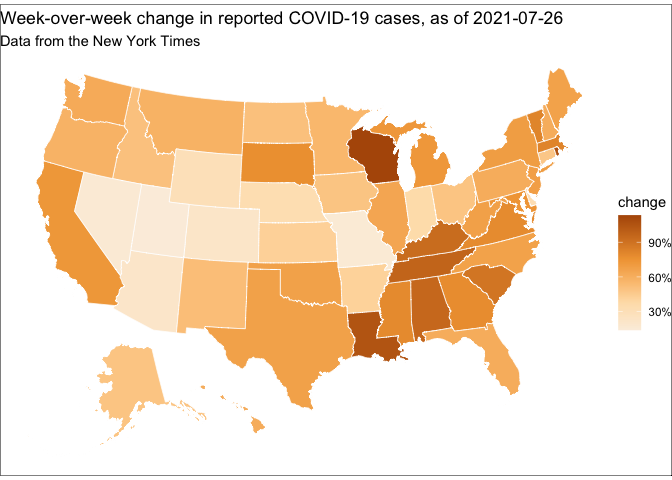 Week-over-week change in reported COVID-19 cases, as of 2021-07-26
Data from the New York Times
change
90%
60%
30%